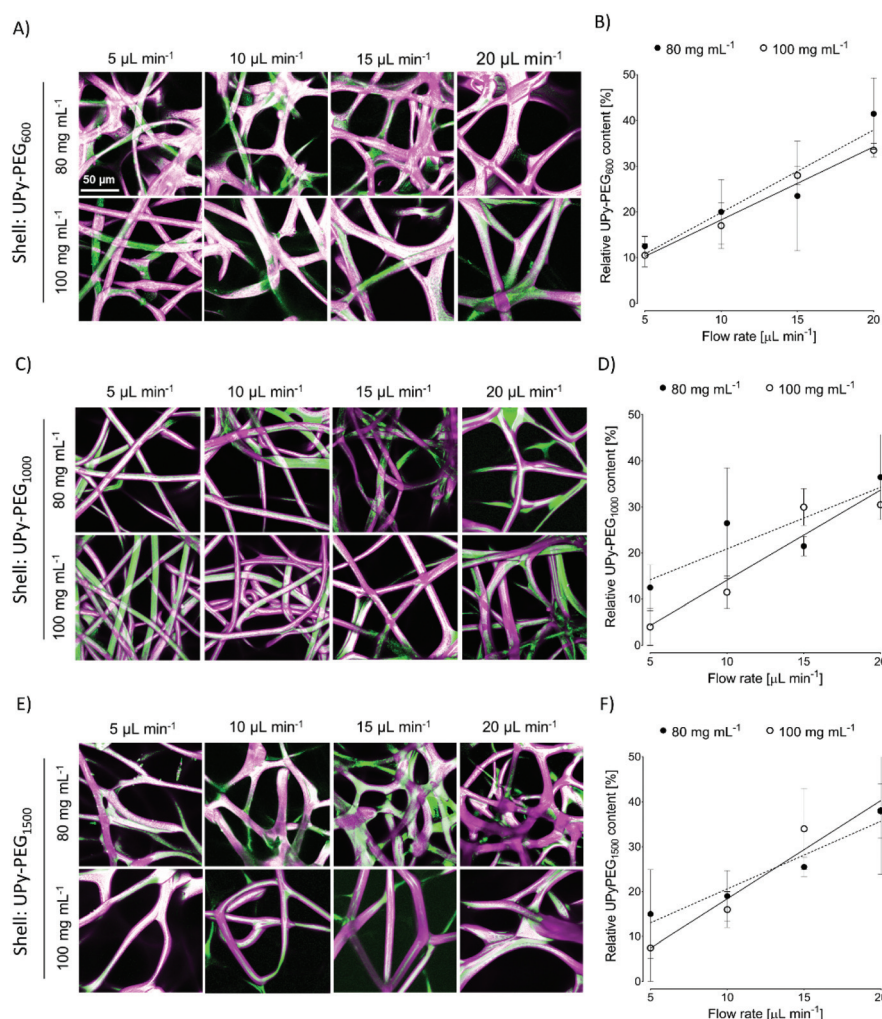 A)
5 µL min⁻¹ 10 µL min⁻¹ 15 µL min⁻¹ 20 µL min⁻¹
Shell: UPy-PEG₆₀₀
80 mg mL⁻¹
50 µm
100 mg mL⁻¹
B)
80 mg mL⁻¹ 100 mg mL⁻¹
Relative UPy-PEG₆₀₀ content [%]
50
40
30
20
10
0
5 10 15 20
Flow rate [µL min⁻¹]
C)
5 µL min⁻¹ 10 µL min⁻¹ 15 µL min⁻¹ 20 µL min⁻¹
Shell: UPy-PEG₁₀₀₀
80 mg mL⁻¹
100 mg mL⁻¹
D)
80 mg mL⁻¹ 100 mg mL⁻¹
Relative UPy-PEG₁₀₀₀ content [%]
50
40
30
20
10
0
5 10 15 20
Flow rate [µL min⁻¹]
E)
5 µL min⁻¹ 10 µL min⁻¹ 15 µL min⁻¹ 20 µL min⁻¹
Shell: UPy-PEG₁₅₀₀
80 mg mL⁻¹
100 mg mL⁻¹
F)
80 mg mL⁻¹ 100 mg mL⁻¹
Relative UPyPEG₁₅₀₀ content [%]
50
40
30
20
10
0
5 10 15 20
Flow rate [µL min⁻¹]